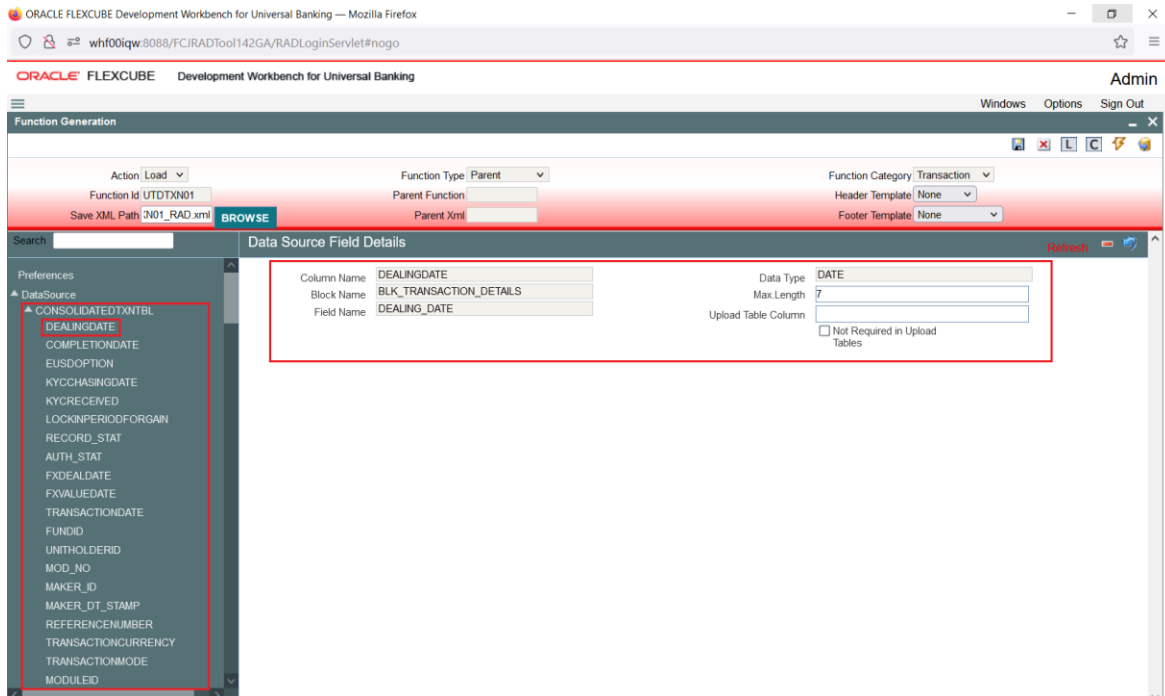 ORACLE FLEXCUBE Development Workbench for Universal Banking — Mozilla Firefox
whf00iqw:8088/FCJRADTool142GA/RADLoginServlet#nogo
ORACLE FLEXCUBE Development Workbench for Universal Banking Admin
Windows Options Sign Out
Function Generation
L C
Action Load Function Type Parent Function Category Transaction
Function Id UTDTXN01 Parent Function Header Template None
Save XML Path :N01_RAD.xml BROWSE Parent Xml Footer Template None
Search Data Source Field Details Refresh
Preferences
DataSource
CONSOLIDATEDTXNTBL
DEALINGDATE
COMPLETIONDATE
EUSDOPTION
KYCCHASINGDATE
KYCRECEIVED
LOCKINPERIODFORGAIN
RECORD_STAT
AUTH_STAT
FXDEALDATE
FXVALUEDATE
TRANSACTIONDATE
FUNDID
UNITHOLDERID
MOD_NO
MAKER_ID
MAKER_DT_STAMP
REFERENCENUMBER
TRANSACTIONCURRENCY
TRANSACTIONMODE
MODULEID
Column Name DEALINGDATE Data Type DATE
Block Name BLK_TRANSACTION_DETAILS Max.Length 7
Field Name DEALING_DATE Upload Table Column
Not Required in Upload
Tables